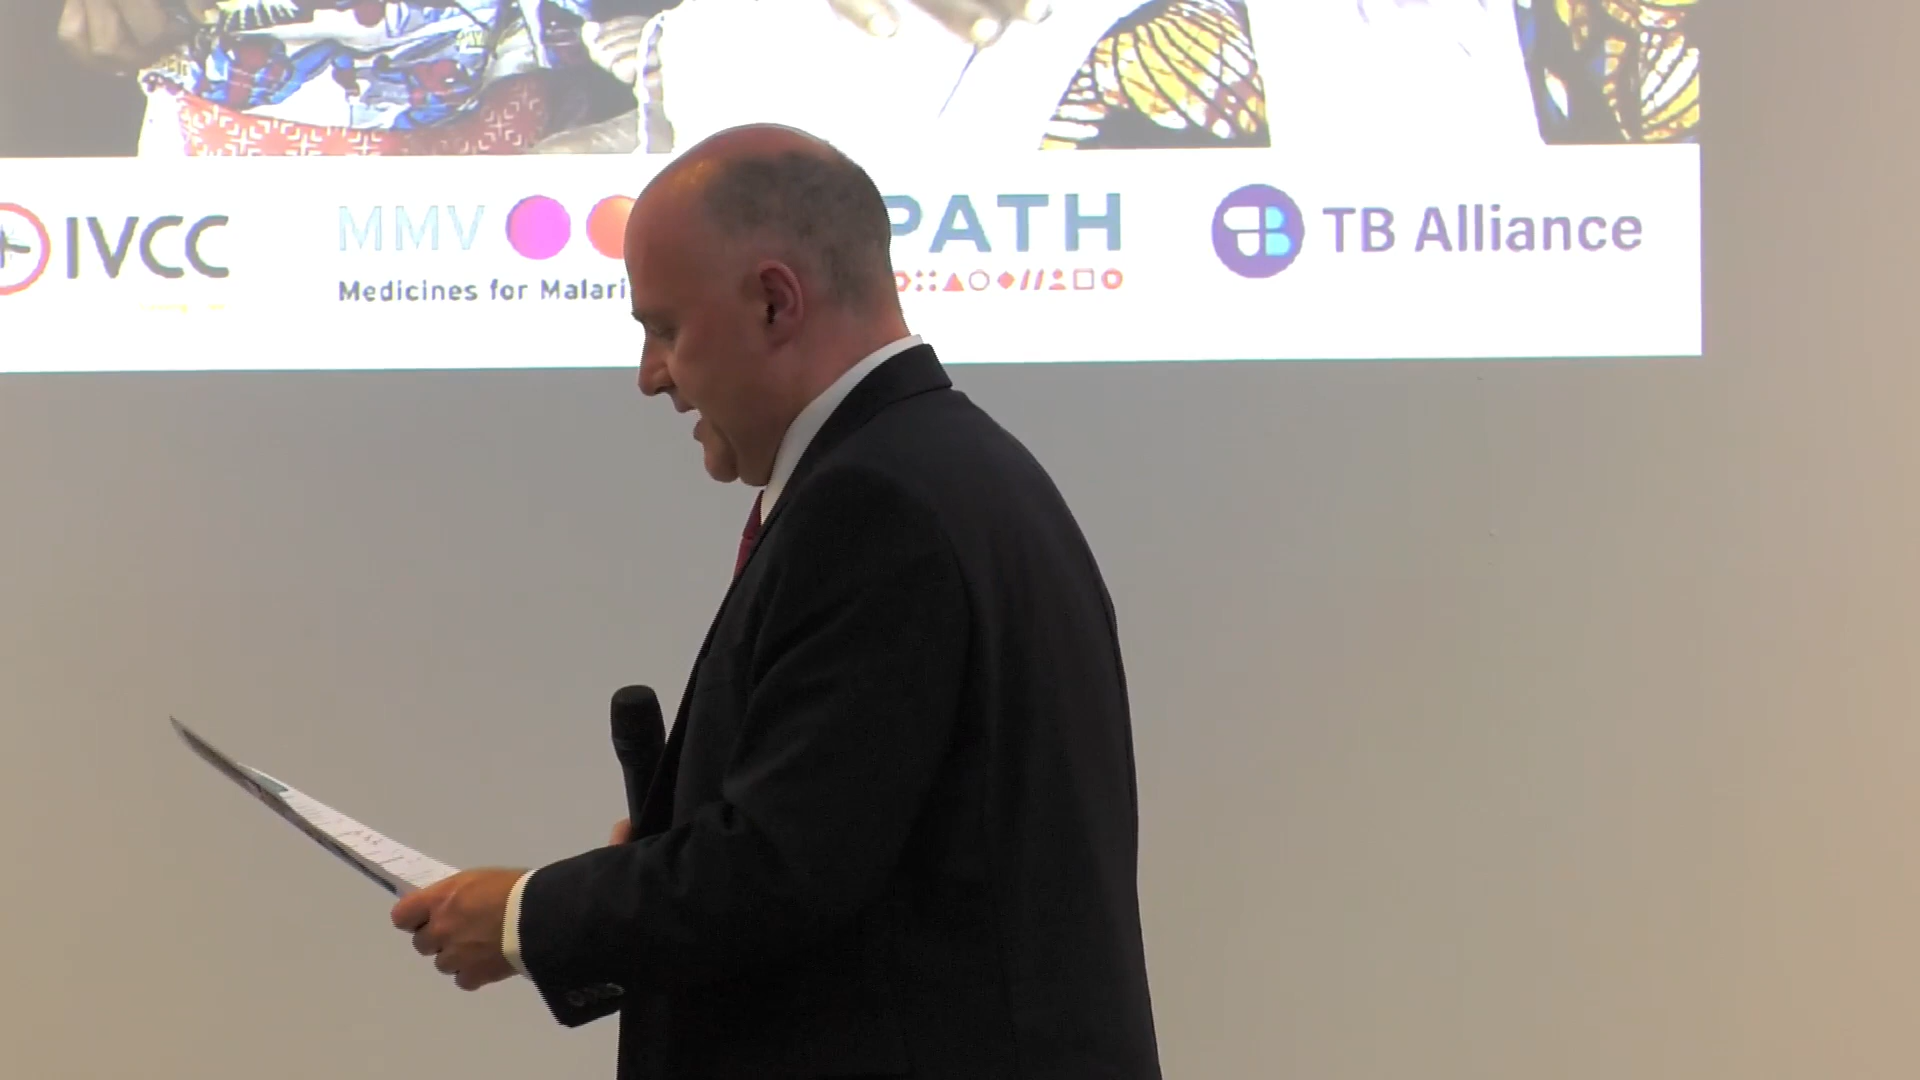 IVCC
MMV
Medicines for Malari
PATH
TB Alliance